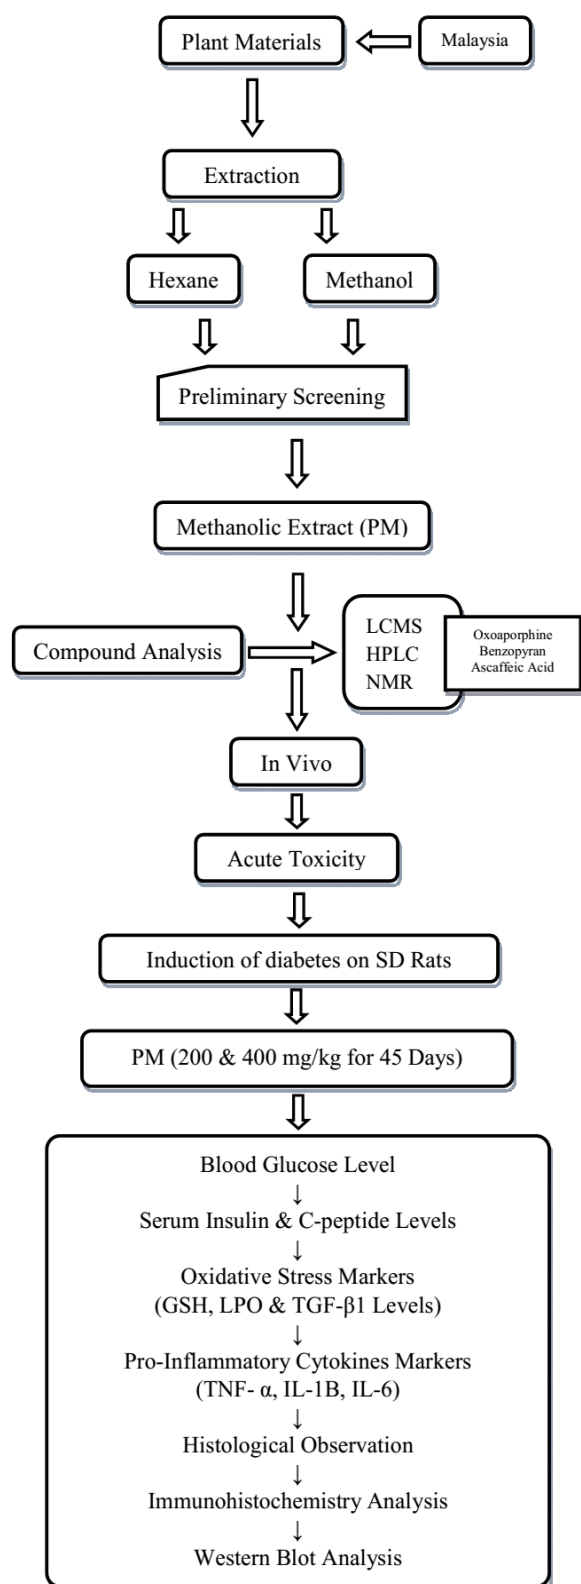 Plant Materials
Malaysia
Extraction
Hexane
Methanol
Preliminary Screening
Methanolic Extract (PM)
Compound Analysis
LCMS
HPLC
NMR
Oxoaporphine
Benzopyran
Ascaffeic Acid
In Vivo
Acute Toxicity
Induction of diabetes on SD Rats
PM (200 & 400 mg/kg for 45 Days)
Blood Glucose Level
↓
Serum Insulin & C-peptide Levels
↓
Oxidative Stress Markers
(GSH, LPO & TGF-β1 Levels)
↓
Pro-Inflammatory Cytokines Markers
(TNF- α, IL-1B, IL-6)
↓
Histological Observation
↓
Immunohistochemistry Analysis
↓
Western Blot Analysis